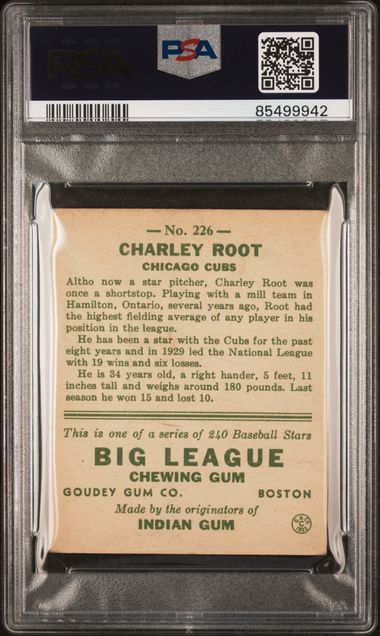 PSA
PSA
85499942
— No. 226 —
CHARLEY ROOT
CHICAGO CUBS
Altho now a star pitcher, Charley Root was
once a shortstop. Playing with a mill team in
Hamilton, Ontario, several years ago, Root had
the highest fielding average of any player in his
position in the league.
He has been a star with the Cubs for the past
eight years and in 1929 led the National League
with 19 wins and six losses.
He is 34 years old, a right hander, 5 feet, 11
inches tall and weighs around 180 pounds. Last
season he won 15 and lost 10.
This is one of a series of 240 Baseball Stars
BIG LEAGUE
CHEWING GUM
GOUDEY GUM CO. BOSTON
Made by the originators of
INDIAN GUM